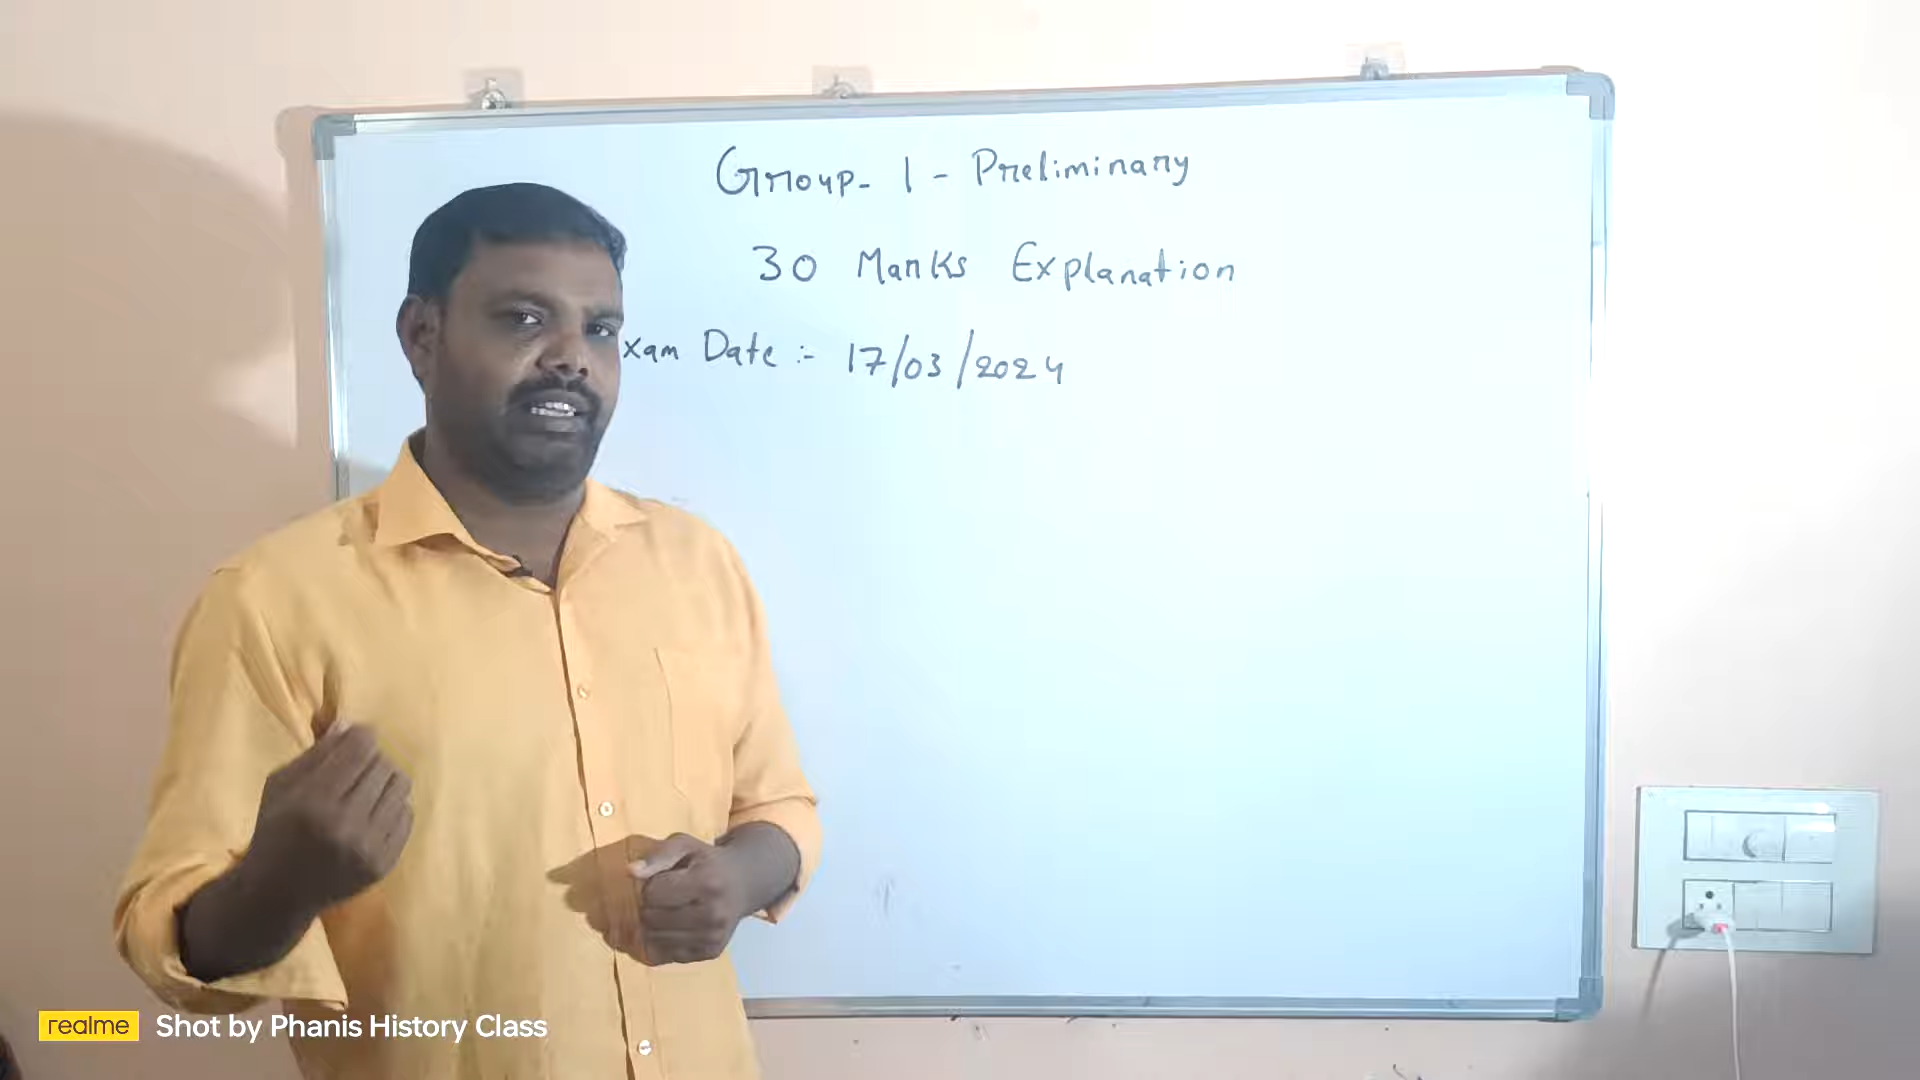 Group- 1 - Preliminary
30 Marks Explanation
xam Date :- 17/03/2024
realme Shot by Phanis History Class